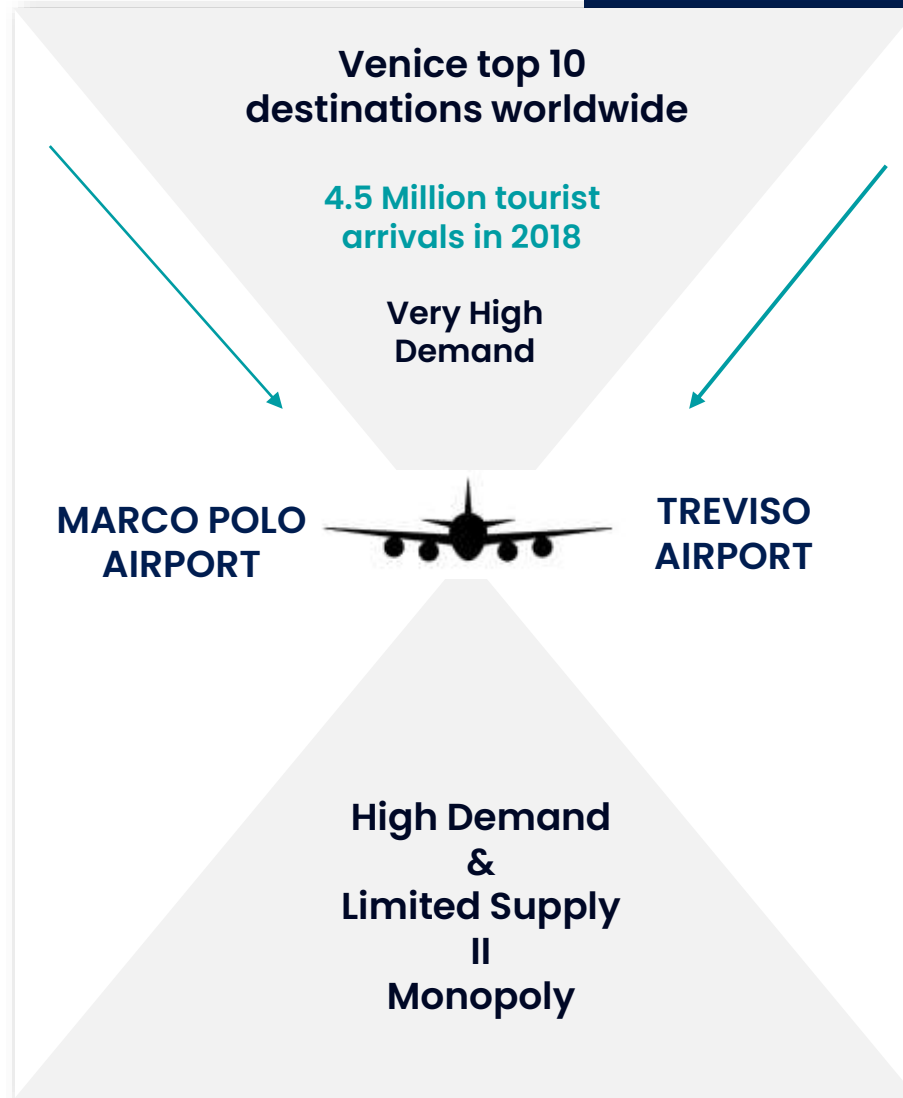 Venice top 10
destinations worldwide
4.5 Million tourist
arrivals in 2018
Very High
Demand
MARCO POLO
AIRPORT
TREVISO
AIRPORT
High Demand
&
Limited Supply
II
Monopoly